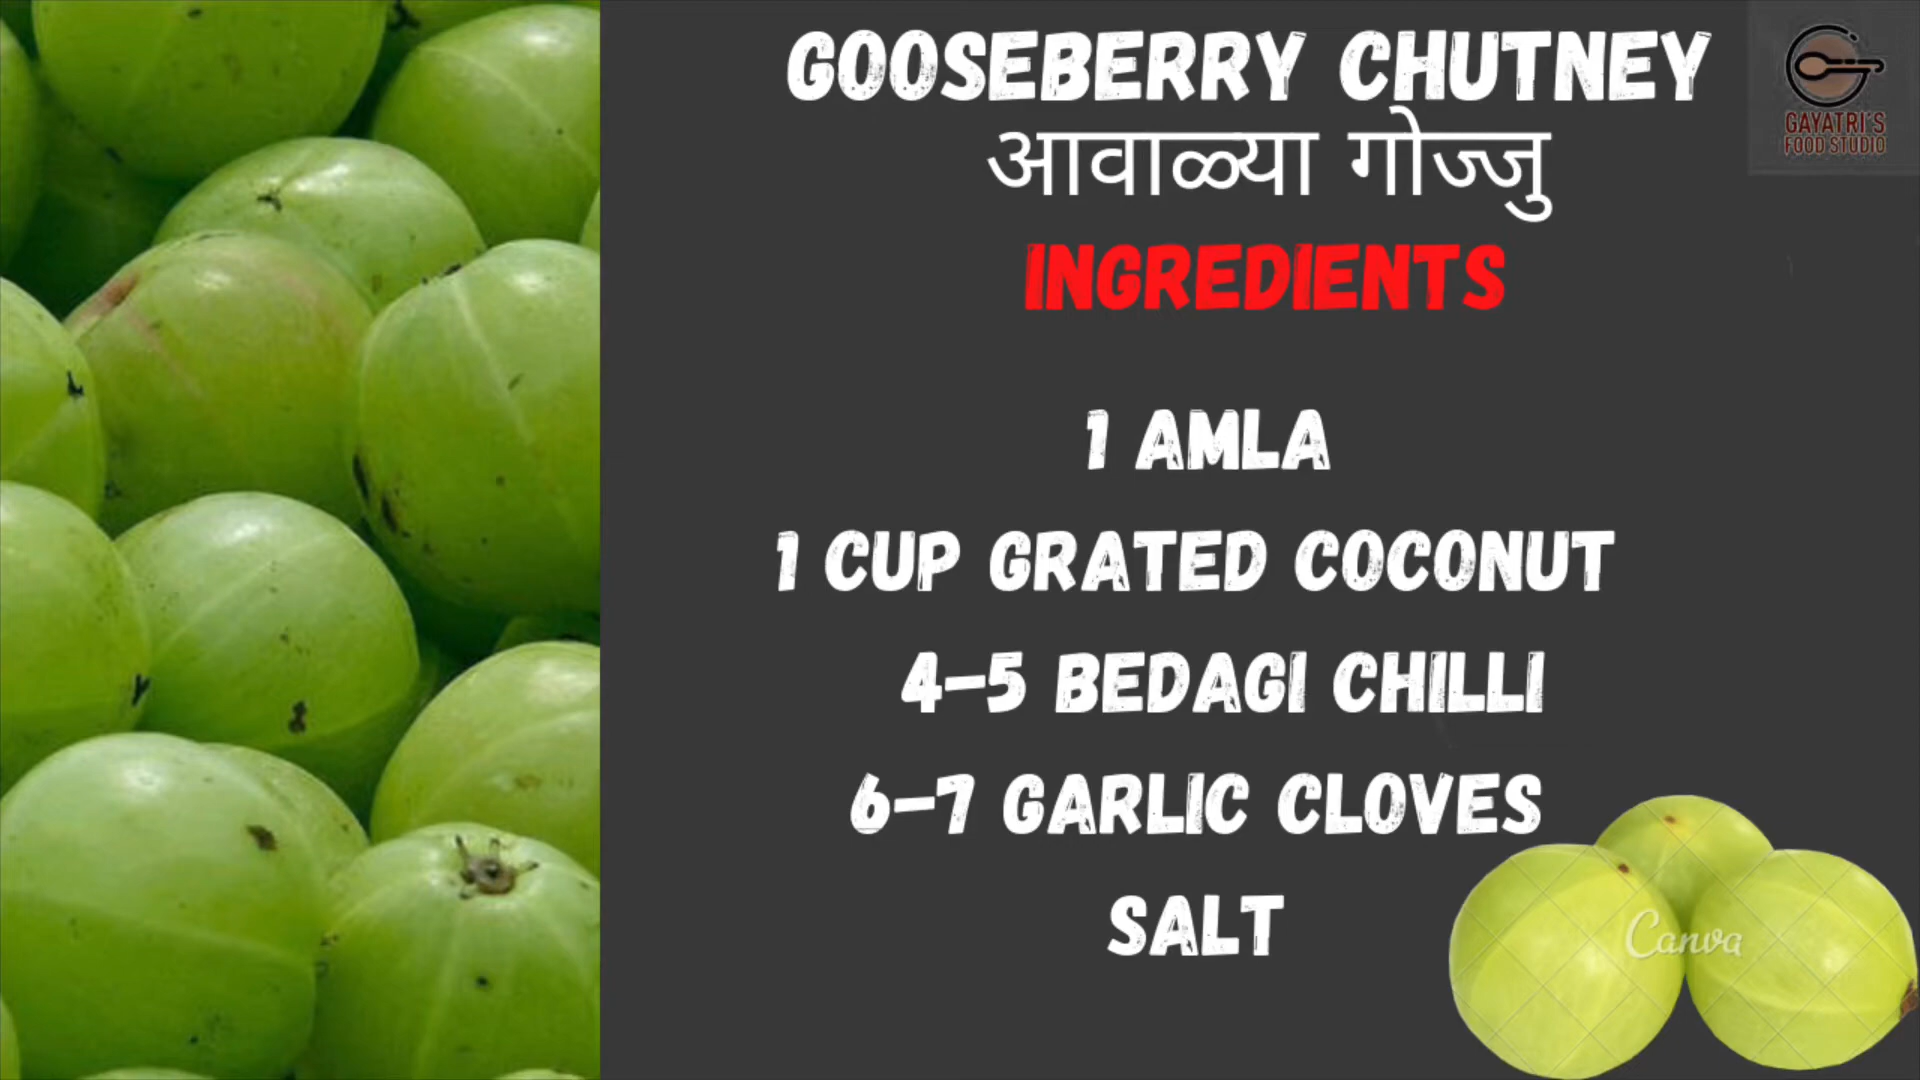 GOOSEBERRY CHUTNEY
आवाळ्या गोज्जु
INGREDIENTS
1 AMLA
1 CUP GRATED COCONUT
4-5 BEDAGI CHILLI
6-7 GARLIC CLOVES
SALT
GAYATRI'S
FOOD STUDIO
Canva